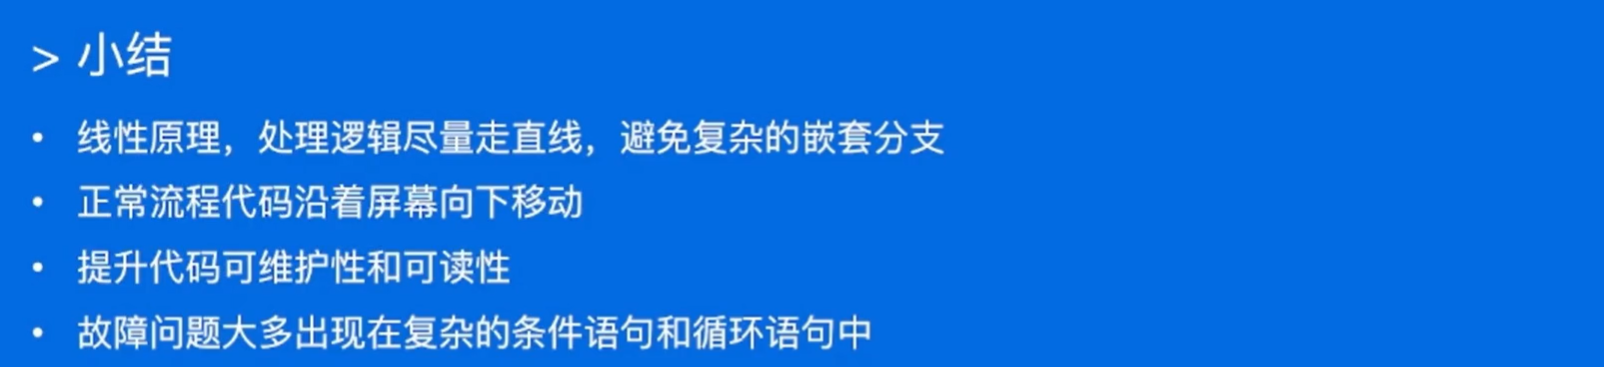 > 小结
• 线性原理，处理逻辑尽量走直线，避免复杂的嵌套分支
• 正常流程代码沿着屏幕向下移动
• 提升代码可维护性和可读性
• 故障问题大多出现在复杂的条件语句和循环语句中